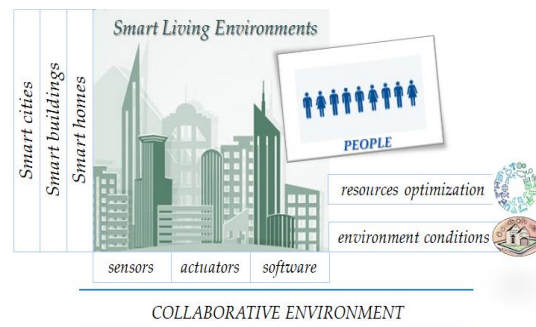 Smart Living Environments
Smart cities
Smart buildings
Smart homes
PEOPLE
resources optimization
environment conditions
sensors
actuators
software
COLLABORATIVE ENVIRONMENT